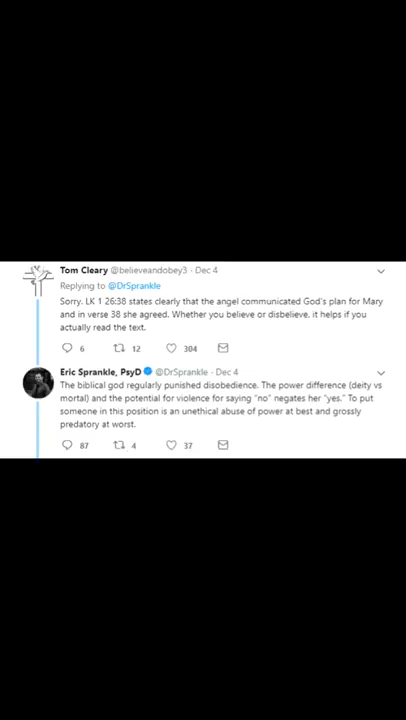 Tom Cleary @believeandobey3 · Dec 4
Replying to @DrSprankle
Sorry. LK 1 26:38 states clearly that the angel communicated God's plan for Mary
and in verse 38 she agreed. Whether you believe or disbelieve, it helps if you
actually read the text.
6 12 304
Eric Sprankle, PsyD @DrSprankle · Dec 4
The biblical god regularly punished disobedience. The power difference (deity vs
mortal) and the potential for violence for saying "no" negates her "yes." To put
someone in this position is an unethical abuse of power at best and grossly
predatory at worst.
87 4 37